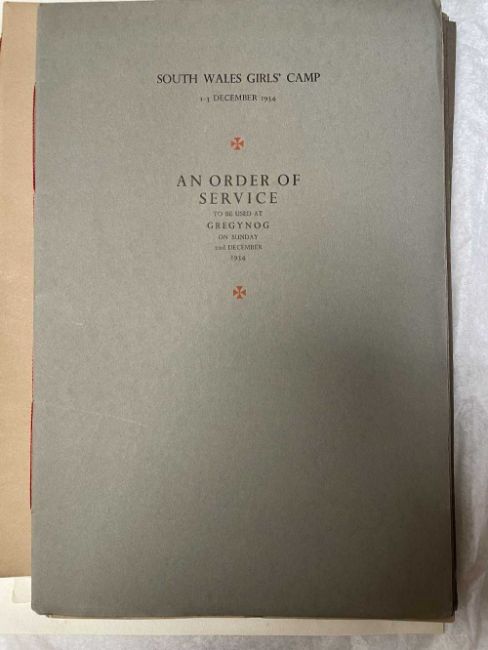 SOUTH WALES GIRLS' CAMP
1-3 DECEMBER 1934
AN ORDER OF
SERVICE
TO BE USED AT
GREGYNOG
ON SUNDAY
2nd DECEMBER
1934